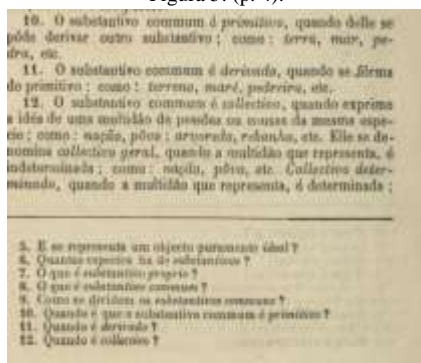 Figura 57 (p. 4).
10. O substantivo commum é primitivo, quando delle se
póde derivar outro substantivo; como: terra, mar, pe-
dra, etc.
11. O substantivo commum é derivado, quando se fórma
do primitivo; como: terreno, maré, pedreira, etc.
12. O substantivo commum é collectivo, quando exprime
a idéa de uma multidão de pessôas ou cousas da mesma espe-
cie; como: nação, pôvo; arvoredo, rebanho, etc. Elle se de-
nomina collectivo geral, quando a multidão que representa, é
indeterminada; como: nação, pôvo, etc. Collectivo deter-
minado, quando a multidão que representa, é determinada;
5. E se representa um objecto puramente ideal?
6. Quantas especies ha de substantivos?
7. O que é substantivo proprio?
8. O que é substantivo commum?
9. Como se dividem os substantivos communs?
10. Quando é que o substantivo commum é primitivo?
11. Quando é derivado?
12. Quando é collectivo?